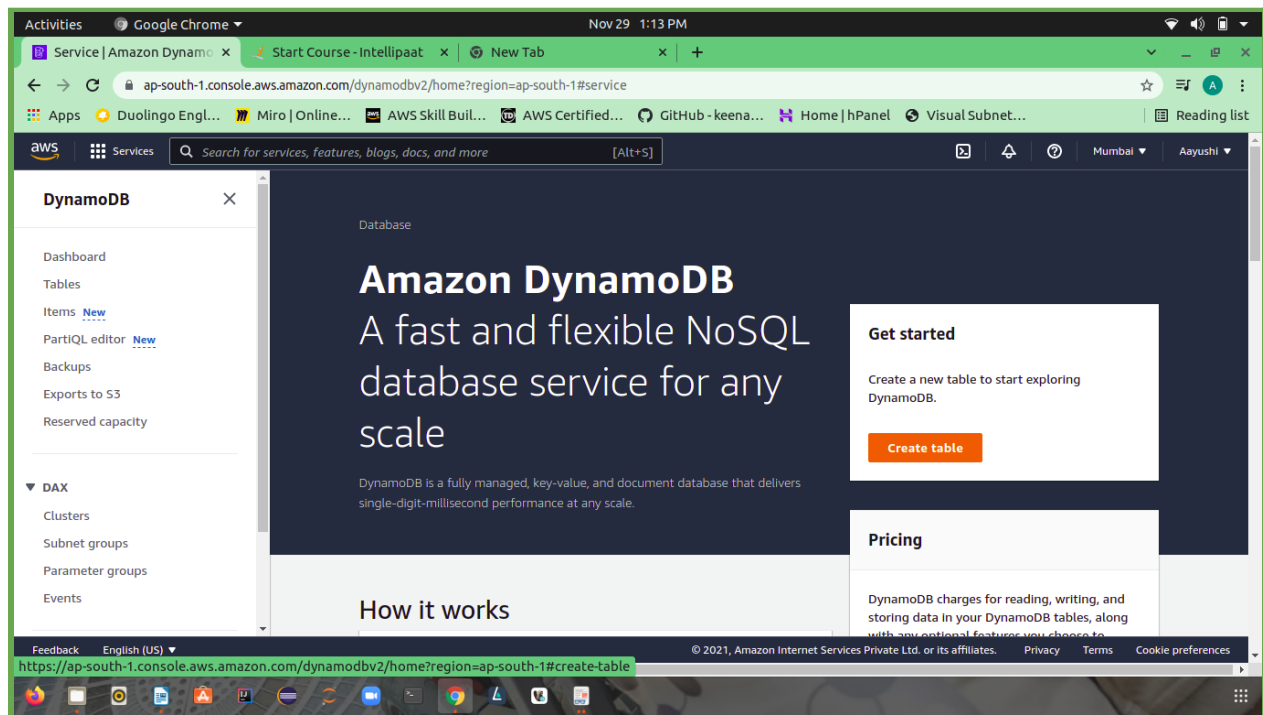 Activities Google Chrome Nov 29 1:13 PM
Service | Amazon Dynamo Start Course - Intellipaat New Tab
ap-south-1.console.aws.amazon.com/dynamodbv2/home?region=ap-south-1#service A
Apps Duolingo Engl... Miro | Online... AWS Skill Buil... AWS Certified... GitHub - keena... Home | hPanel Visual Subnet... Reading list
aws Services Search for services, features, blogs, docs, and more [Alt+S] Mumbai Aayushi
DynamoDB
Dashboard
Tables
Items New
PartiQL editor New
Backups
Exports to S3
Reserved capacity
DAX
Clusters
Subnet groups
Parameter groups
Events
Database
Amazon DynamoDB
A fast and flexible NoSQL
database service for any
scale
DynamoDB is a fully managed, key-value, and document database that delivers
single-digit-millisecond performance at any scale.
Get started
Create a new table to start exploring
DynamoDB.
Create table
Pricing
DynamoDB charges for reading, writing, and
storing data in your DynamoDB tables, along
with any optional features you choose to
How it works
Feedback English (US) © 2021, Amazon Internet Services Private Ltd. or its affiliates. Privacy Terms Cookie preferences
https://ap-south-1.console.aws.amazon.com/dynamodbv2/home?region=ap-south-1#create-table